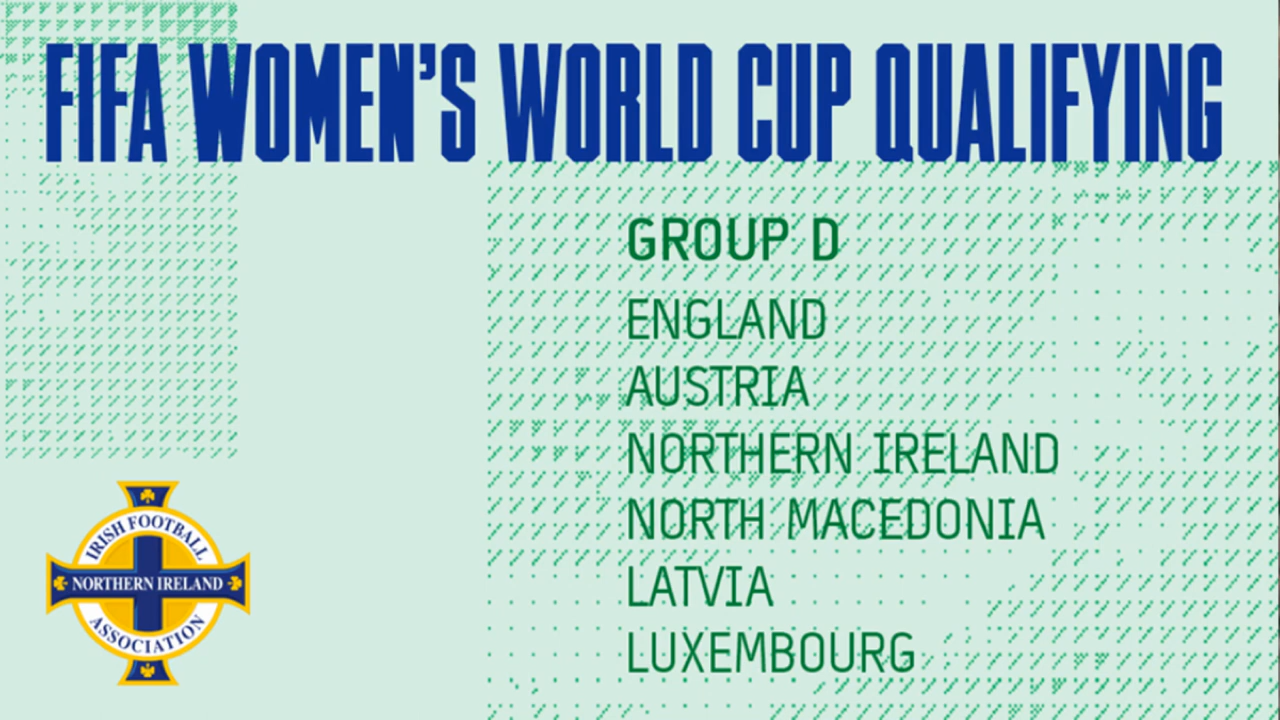 FIFA WOMEN'S WORLD CUP QUALIFYING
GROUP D
ENGLAND
AUSTRIA
NORTHERN IRELAND
NORTH MACEDONIA
LATVIA
LUXEMBOURG
IRISH FOOTBALL
NORTHERN IRELAND
ASSOCIATION